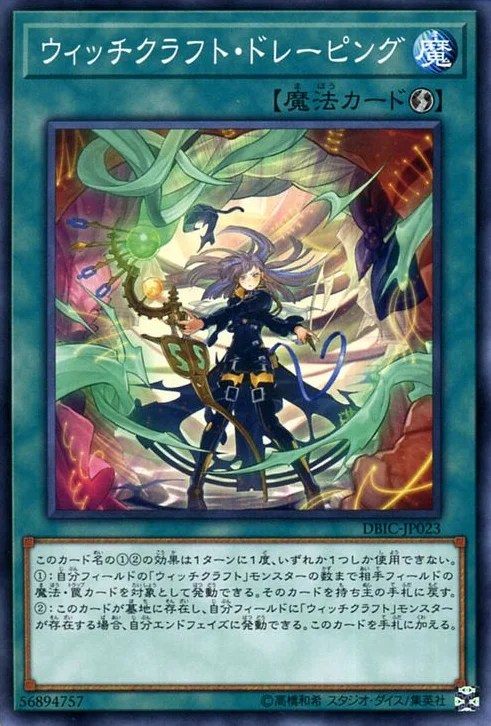 ウィッチクラフト・ドレーピング
魔
【魔法カード】
DBIC-JP023
このカード名の①②の効果は1ターンに1度、いずれか1つしか使用できない。
①:自分フィールドの「ウィッチクラフト」モンスターの数まで相手フィールドの
魔法・罠カードを対象として発動できる。そのカードを持ち主の手札に戻す。
②:このカードが墓地に存在し、自分フィールドに「ウィッチクラフト」モンスター
が存在する場合、自分エンドフェイズに発動できる。このカードを手札に加える。
56894757
©高橋和希 スタジオ・ダイス/集英社